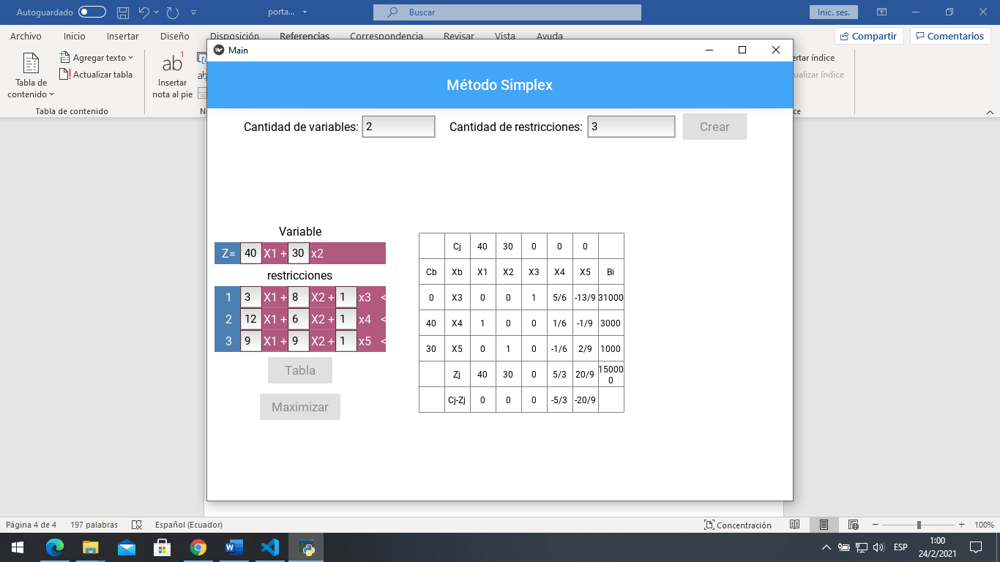 Autoguardado porta... Buscar Inic. ses.
Archivo Inicio Insertar Diseño Disposición Referencias Correspondencia Revisar Vista Ayuda Compartir Comentarios
Tabla de contenido
Agregar texto
Actualizar tabla
Tabla de contenido
ab 1
Insertar nota al pie
Main
Método Simplex
Cantidad de variables: 2 Cantidad de restricciones: 3 Crear
Variable
Z= 40 X1 + 30 x2
restricciones
1 3 X1 + 8 X2 + 1 x3 <
2 12 X1 + 6 X2 + 1 x4 <
3 9 X1 + 9 X2 + 1 x5 <
Tabla
Maximizar
Cj 40 30 0 0 0
Cb Xb X1 X2 X3 X4 X5 Bi
0 X3 0 0 1 5/6 -13/9 31000
40 X4 1 0 0 1/6 -1/9 3000
30 X5 0 1 0 -1/6 2/9 1000
Zj 40 30 0 5/3 20/9 150000
Cj-Zj 0 0 0 -5/3 -20/9
Página 4 de 4 197 palabras Español (Ecuador) Concentración 100%
ESP 1:00
24/2/2021